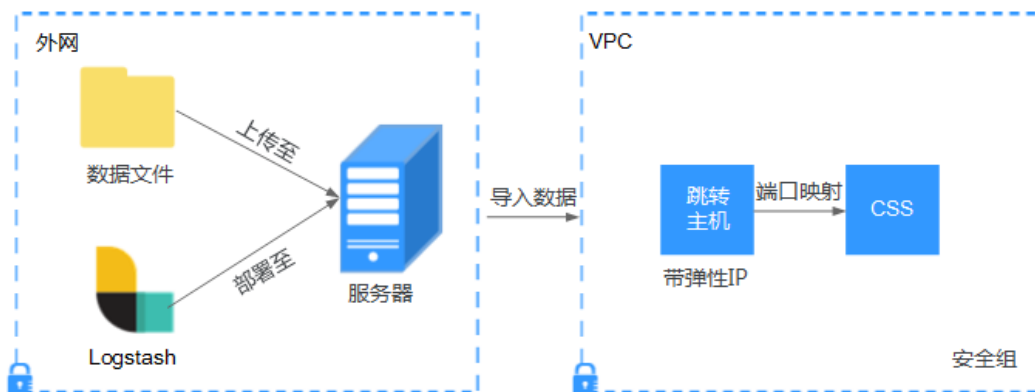 外网
数据文件
上传至
部署至
Logstash
服务器
导入数据
VPC
跳转
主机
带弹性IP
端口映射
CSS
安全组